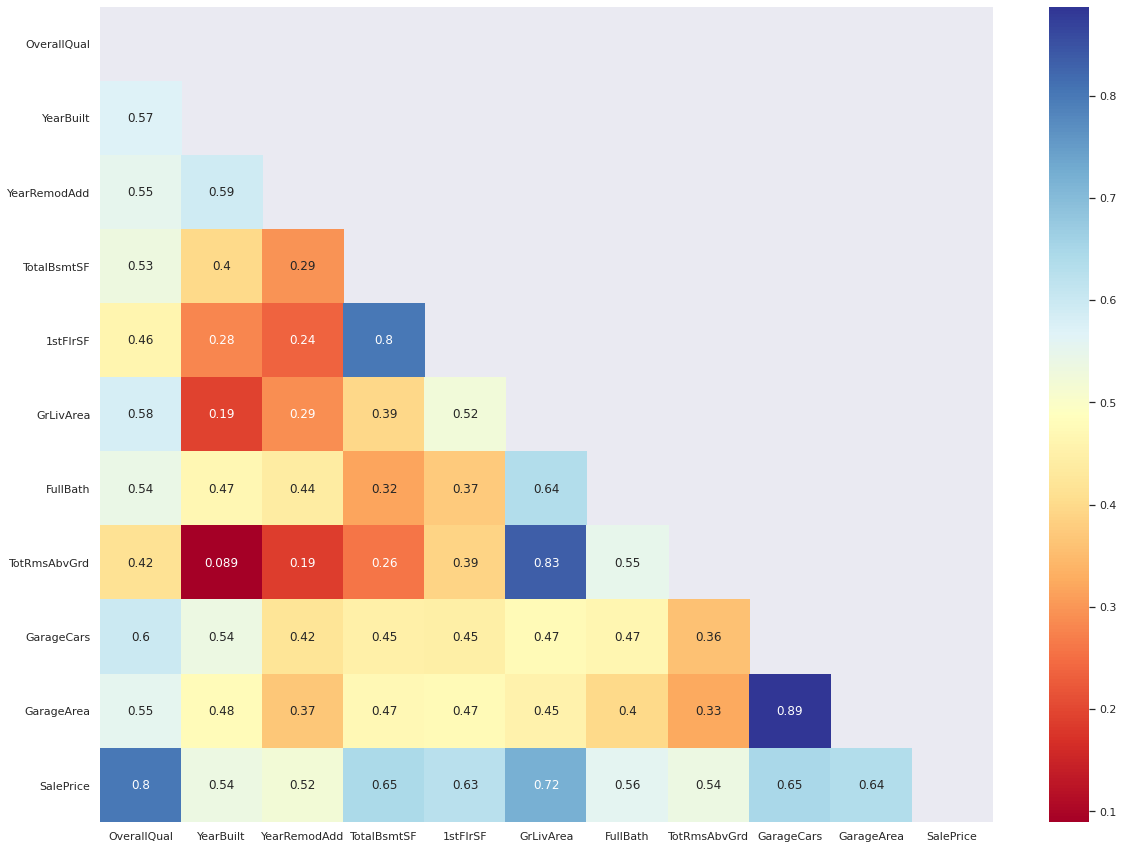 OverallQual
YearBuilt 0.57
YearRemodAdd 0.55 0.59
TotalBsmtSF 0.53 0.4 0.29
1stFlrSF 0.46 0.28 0.24 0.8
GrLivArea 0.58 0.19 0.29 0.39 0.52
FullBath 0.54 0.47 0.44 0.32 0.37 0.64
TotRmsAbvGrd 0.42 0.089 0.19 0.26 0.39 0.83 0.55
GarageCars 0.6 0.54 0.42 0.45 0.45 0.47 0.47 0.36
GarageArea 0.55 0.48 0.37 0.47 0.47 0.45 0.4 0.33 0.89
SalePrice 0.8 0.54 0.52 0.65 0.63 0.72 0.56 0.54 0.65 0.64
OverallQual YearBuilt YearRemodAdd TotalBsmtSF 1stFlrSF GrLivArea FullBath TotRmsAbvGrd GarageCars GarageArea SalePrice
0.8
0.7
0.6
0.5
0.4
0.3
0.2
0.1